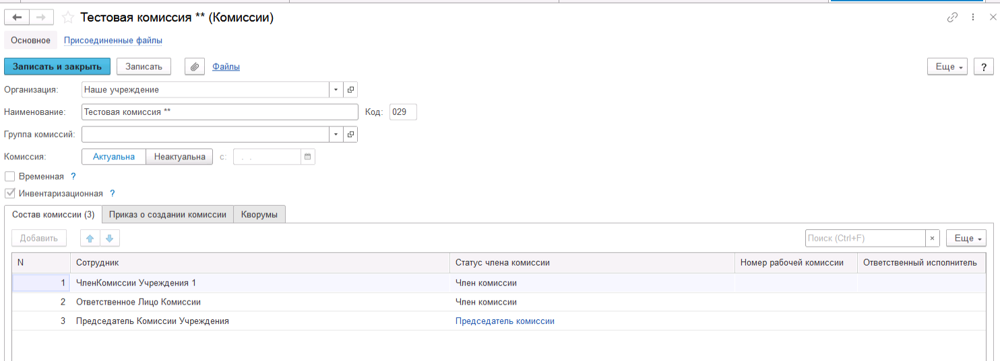 Тестовая комиссия ** (Комиссии)
Основное Присоединенные файлы
Записать и закрыть Записать Файлы Еще ?
Организация: Наше учреждение
Наименование: Тестовая комиссия ** Код: 029
Группа комиссий:
Комиссия: Актуальна Неактуальна с: . .
Временная ?
Инвентаризационная ?
Состав комиссии (3) Приказ о создании комиссии Кворумы
Добавить Поиск (Ctrl+F) × Еще
N Сотрудник Статус члена комиссии Номер рабочей комиссии Ответственный исполнитель
1 ЧленКомиссии Учреждения 1 Член комиссии
2 Ответственное Лицо Комиссии Член комиссии
3 Председатель Комиссии Учреждения Председатель комиссии